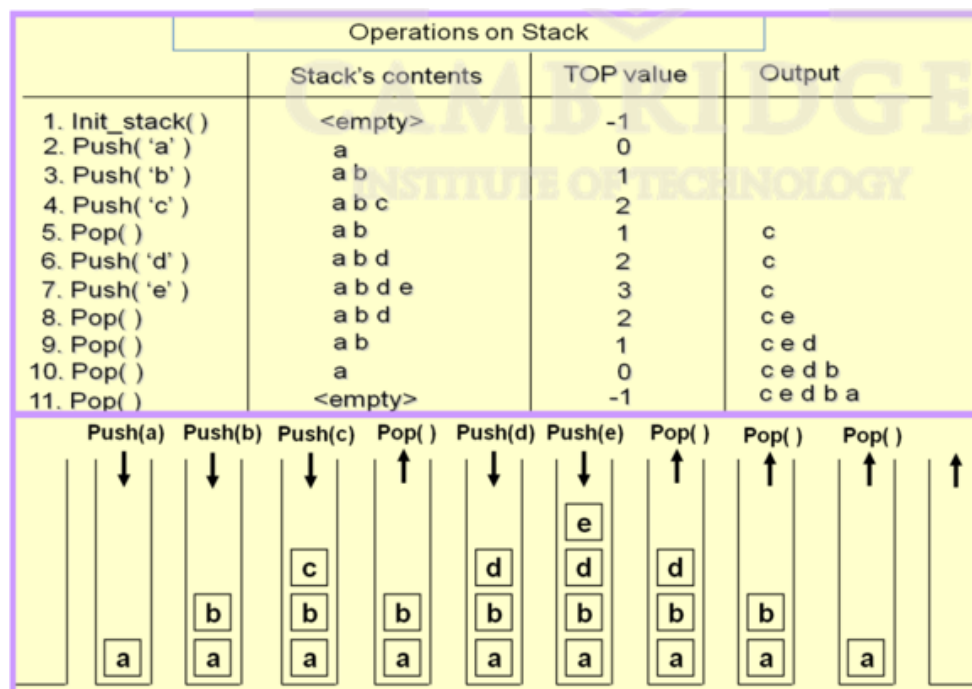 Operations on Stack
Stack's contents TOP value Output
1. Init_stack( ) <empty> -1
2. Push( ‘a’ ) a 0
3. Push( ‘b’ ) a b 1
4. Push( ‘c’ ) a b c 2
5. Pop( ) a b 1 c
6. Push( ‘d’ ) a b d 2 c
7. Push( ‘e’ ) a b d e 3 c
8. Pop( ) a b d 2 c e
9. Pop( ) a b 1 c e d
10. Pop( ) a 0 c e d b
11. Pop( ) <empty> -1 c e d b a
CAMBRIDGE
INSTITUTE OF TECHNOLOGY
Push(a) Push(b) Push(c) Pop( ) Push(d) Push(e) Pop( ) Pop( ) Pop( )
e
c d d d
b b b b b b b
a a a a a a a a a